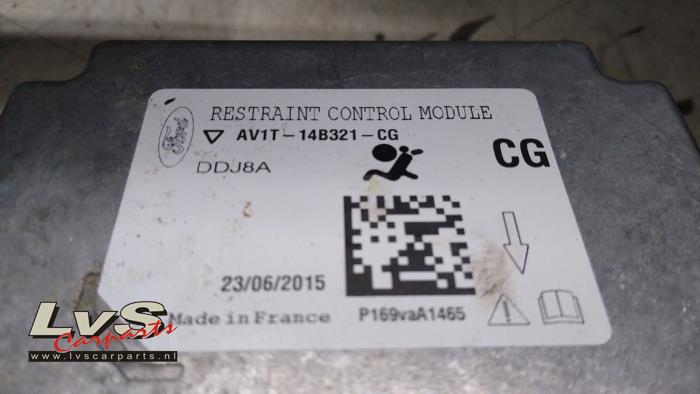 RESTRAINT CONTROL MODULE
Ford
AV1T-14B321-CG
CG
DDJ8A
23/06/2015
Made in France
P169vaA1465
LvS
Carparts
www.lvscarparts.nl